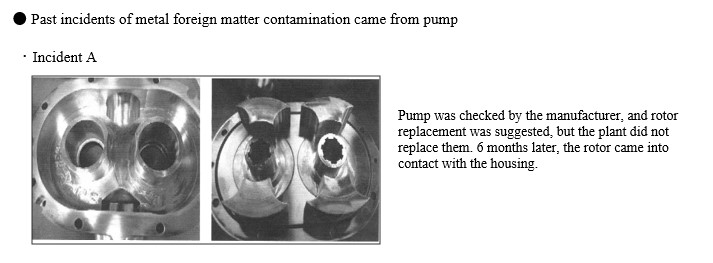 ● Past incidents of metal foreign matter contamination came from pump
・Incident A
Pump was checked by the manufacturer, and rotor
replacement was suggested, but the plant did not
replace them. 6 months later, the rotor came into
contact with the housing.